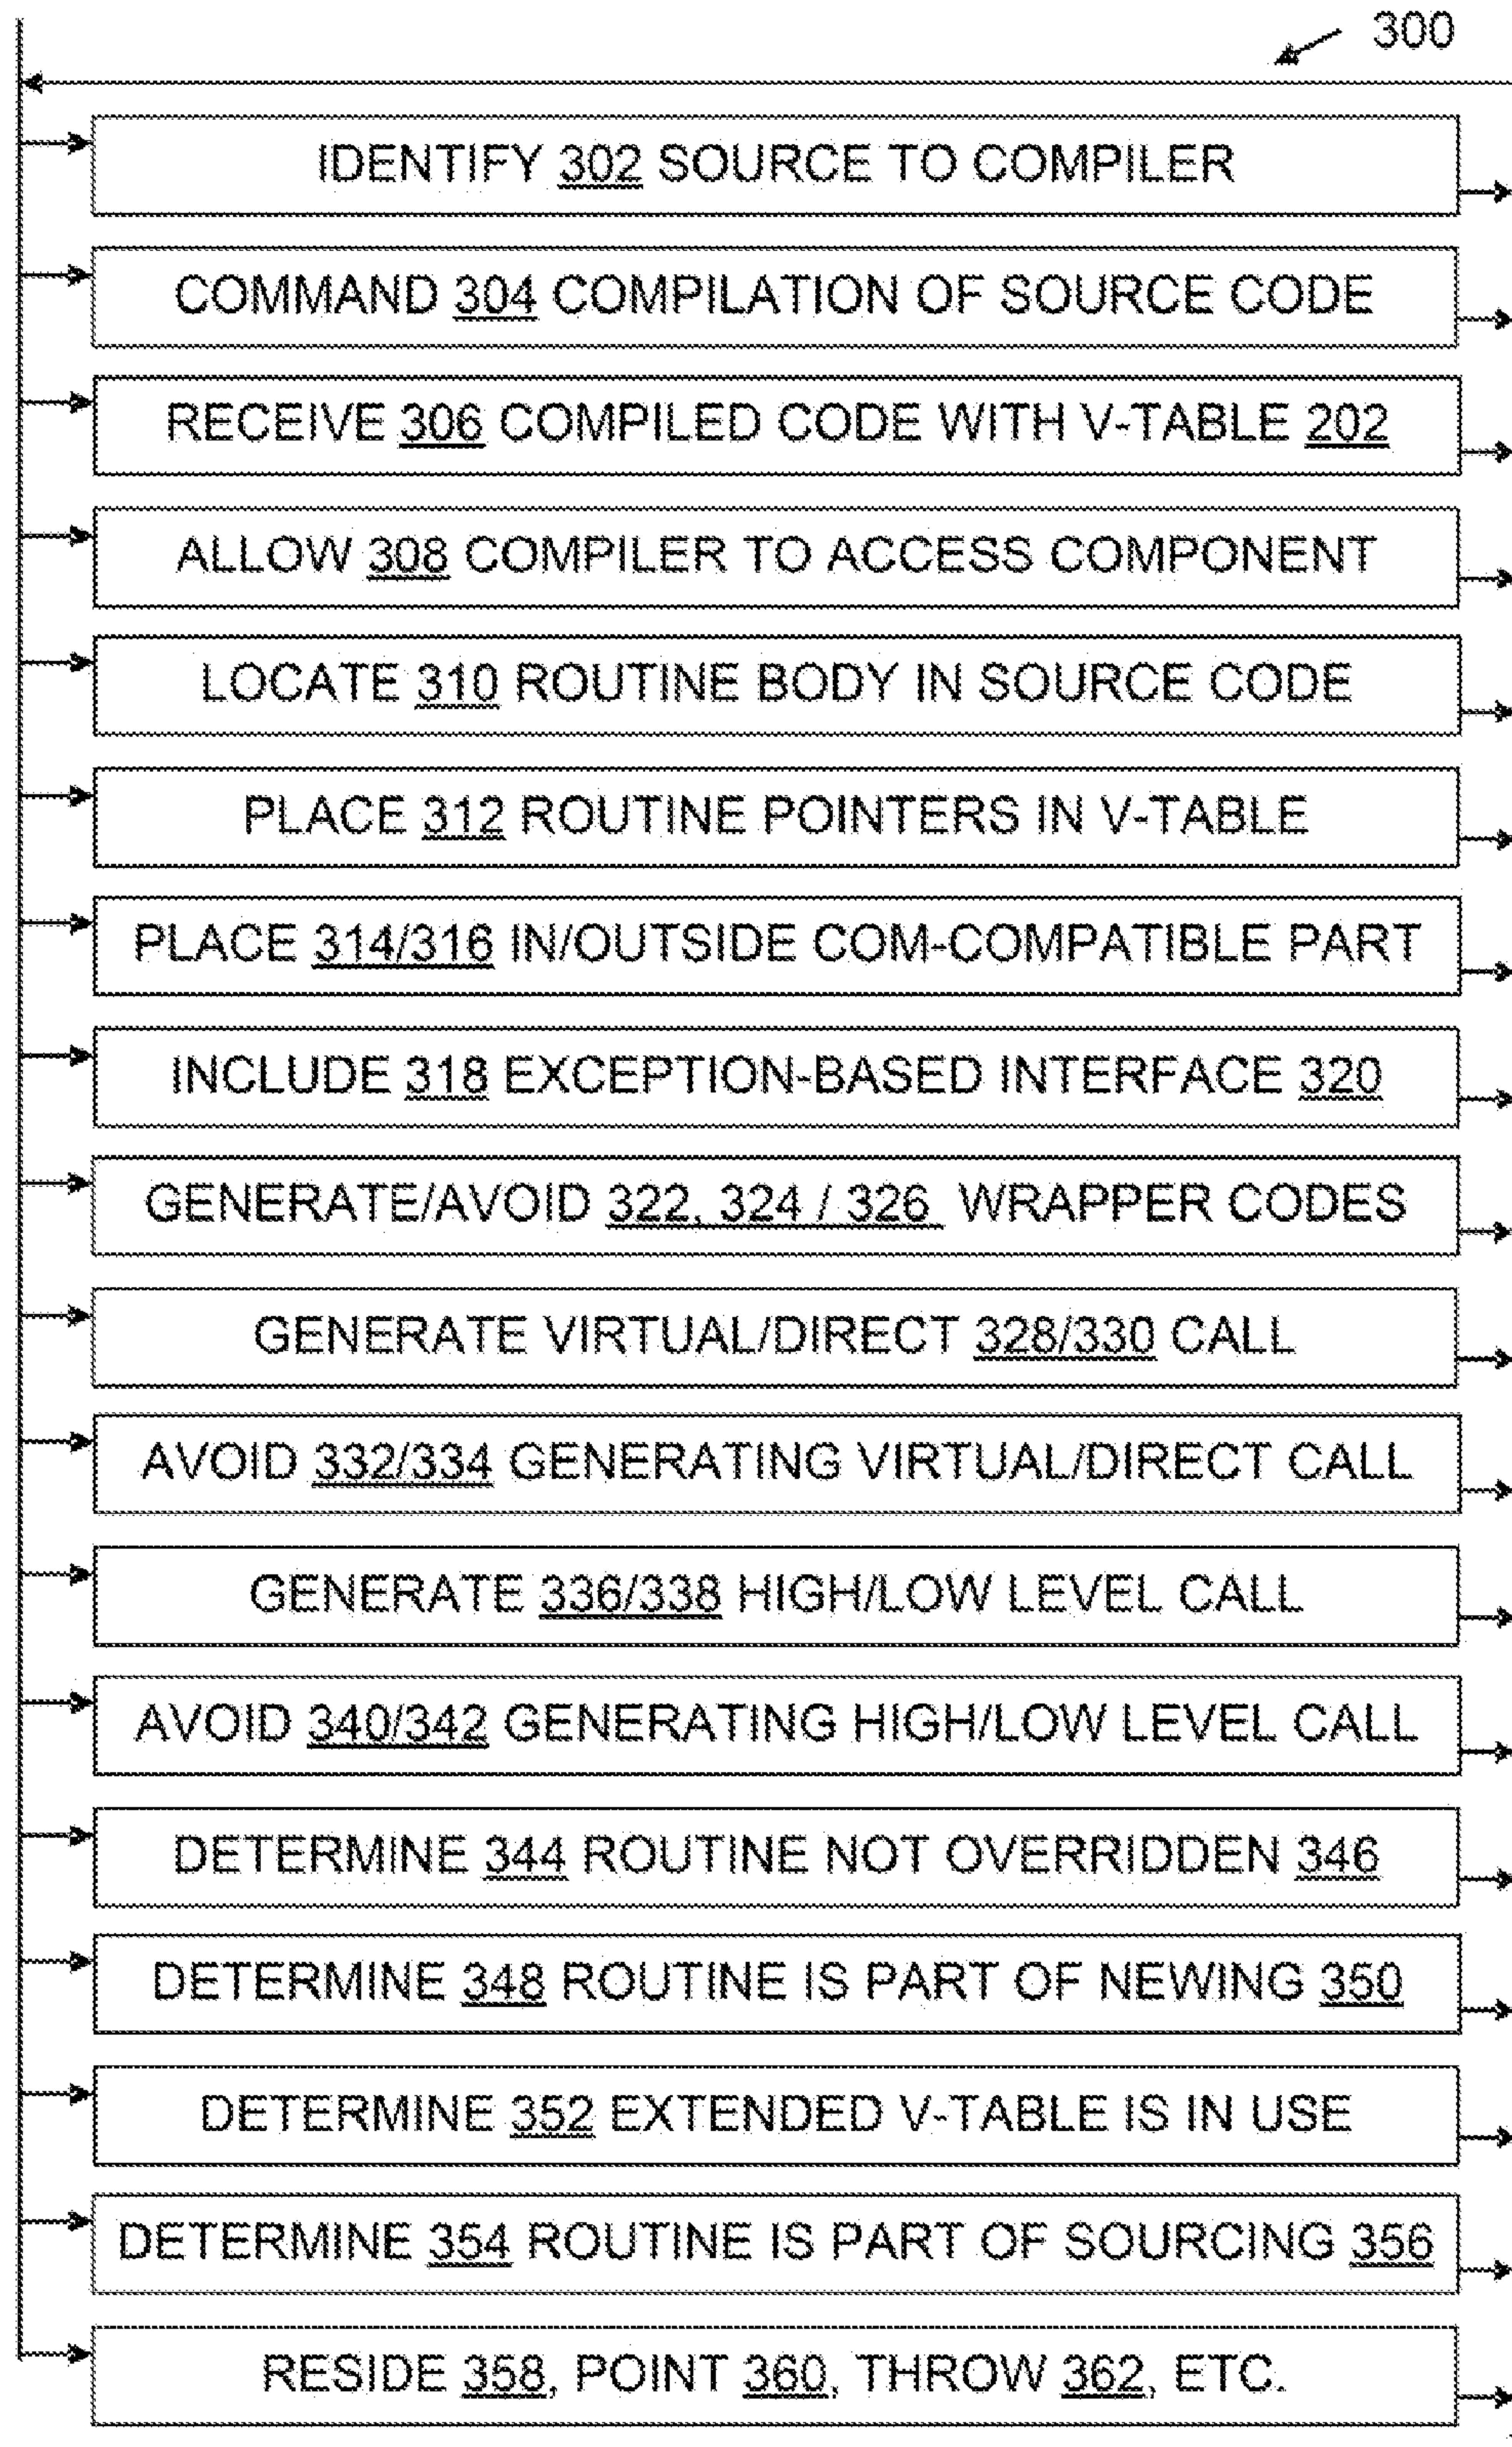 300
IDENTIFY 302 SOURCE TO COMPILER
COMMAND 304 COMPILATION OF SOURCE CODE
RECEIVE 306 COMPILED CODE WITH V-TABLE 202
ALLOW 308 COMPILER TO ACCESS COMPONENT
LOCATE 310 ROUTINE BODY IN SOURCE CODE
PLACE 312 ROUTINE POINTERS IN V-TABLE
PLACE 314/316 IN/OUTSIDE COM-COMPATIBLE PART
INCLUDE 318 EXCEPTION-BASED INTERFACE 320
GENERATE/AVOID 322, 324 / 326 WRAPPER CODES
GENERATE VIRTUAL/DIRECT 328/330 CALL
AVOID 332/334 GENERATING VIRTUAL/DIRECT CALL
GENERATE 336/338 HIGH/LOW LEVEL CALL
AVOID 340/342 GENERATING HIGH/LOW LEVEL CALL
DETERMINE 344 ROUTINE NOT OVERRIDDEN 346
DETERMINE 348 ROUTINE IS PART OF NEWING 350
DETERMINE 352 EXTENDED V-TABLE IS IN USE
DETERMINE 354 ROUTINE IS PART OF SOURCING 356
RESIDE 358, POINT 360, THROW 362, ETC.